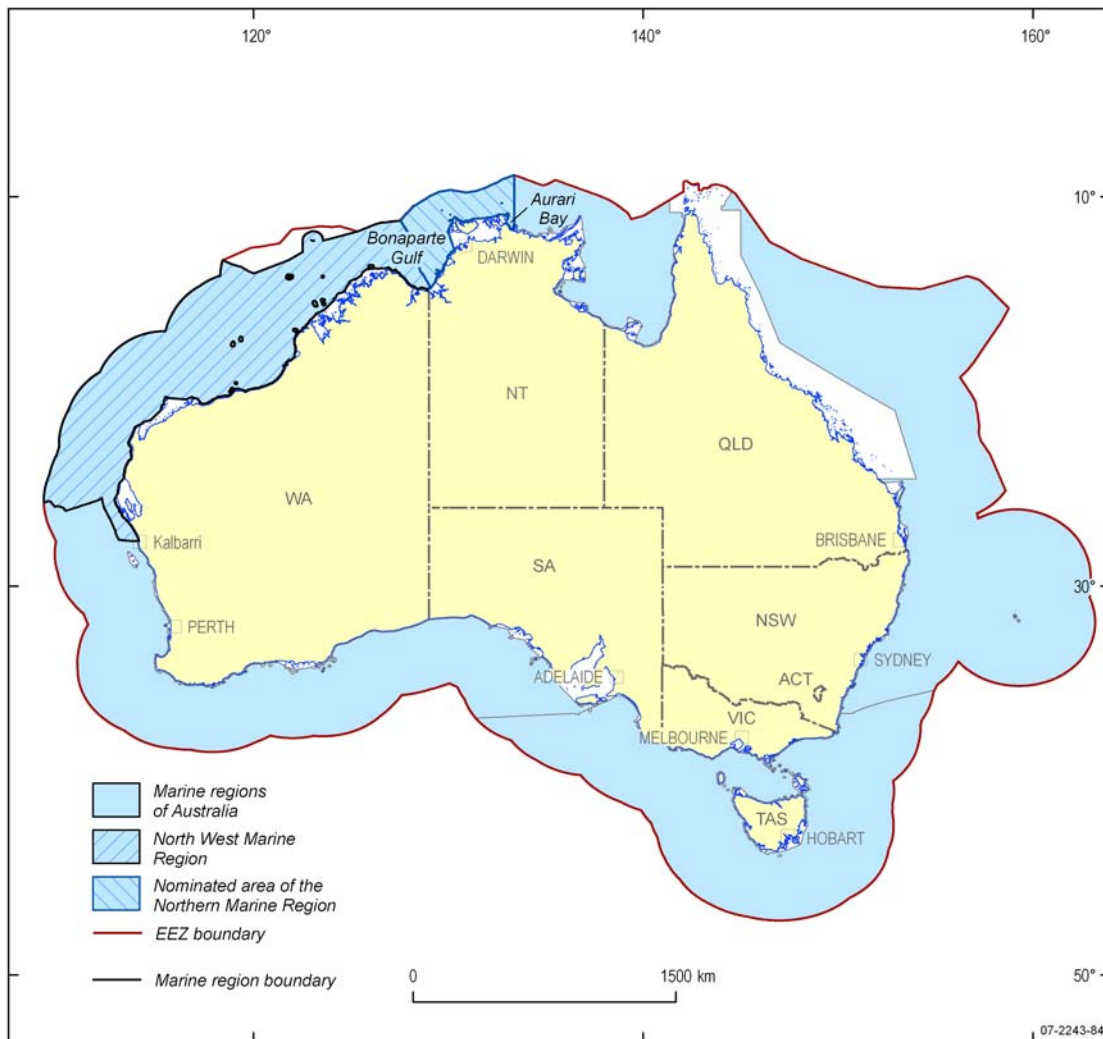 120°
140°
160°
10°
Aurari
Bay
Bonaparte
Gulf
DARWIN
NT
QLD
WA
Kalbarri
BRISBANE
SA
30°
NSW
PERTH
SYDNEY
ADELAIDE
ACT
VIC
MELBOURNE
TAS
HOBART
Marine regions
of Australia
North West Marine
Region
Nominated area of the
Northern Marine Region
EEZ boundary
Marine region boundary
0
1500 km
50°
07-2243-84